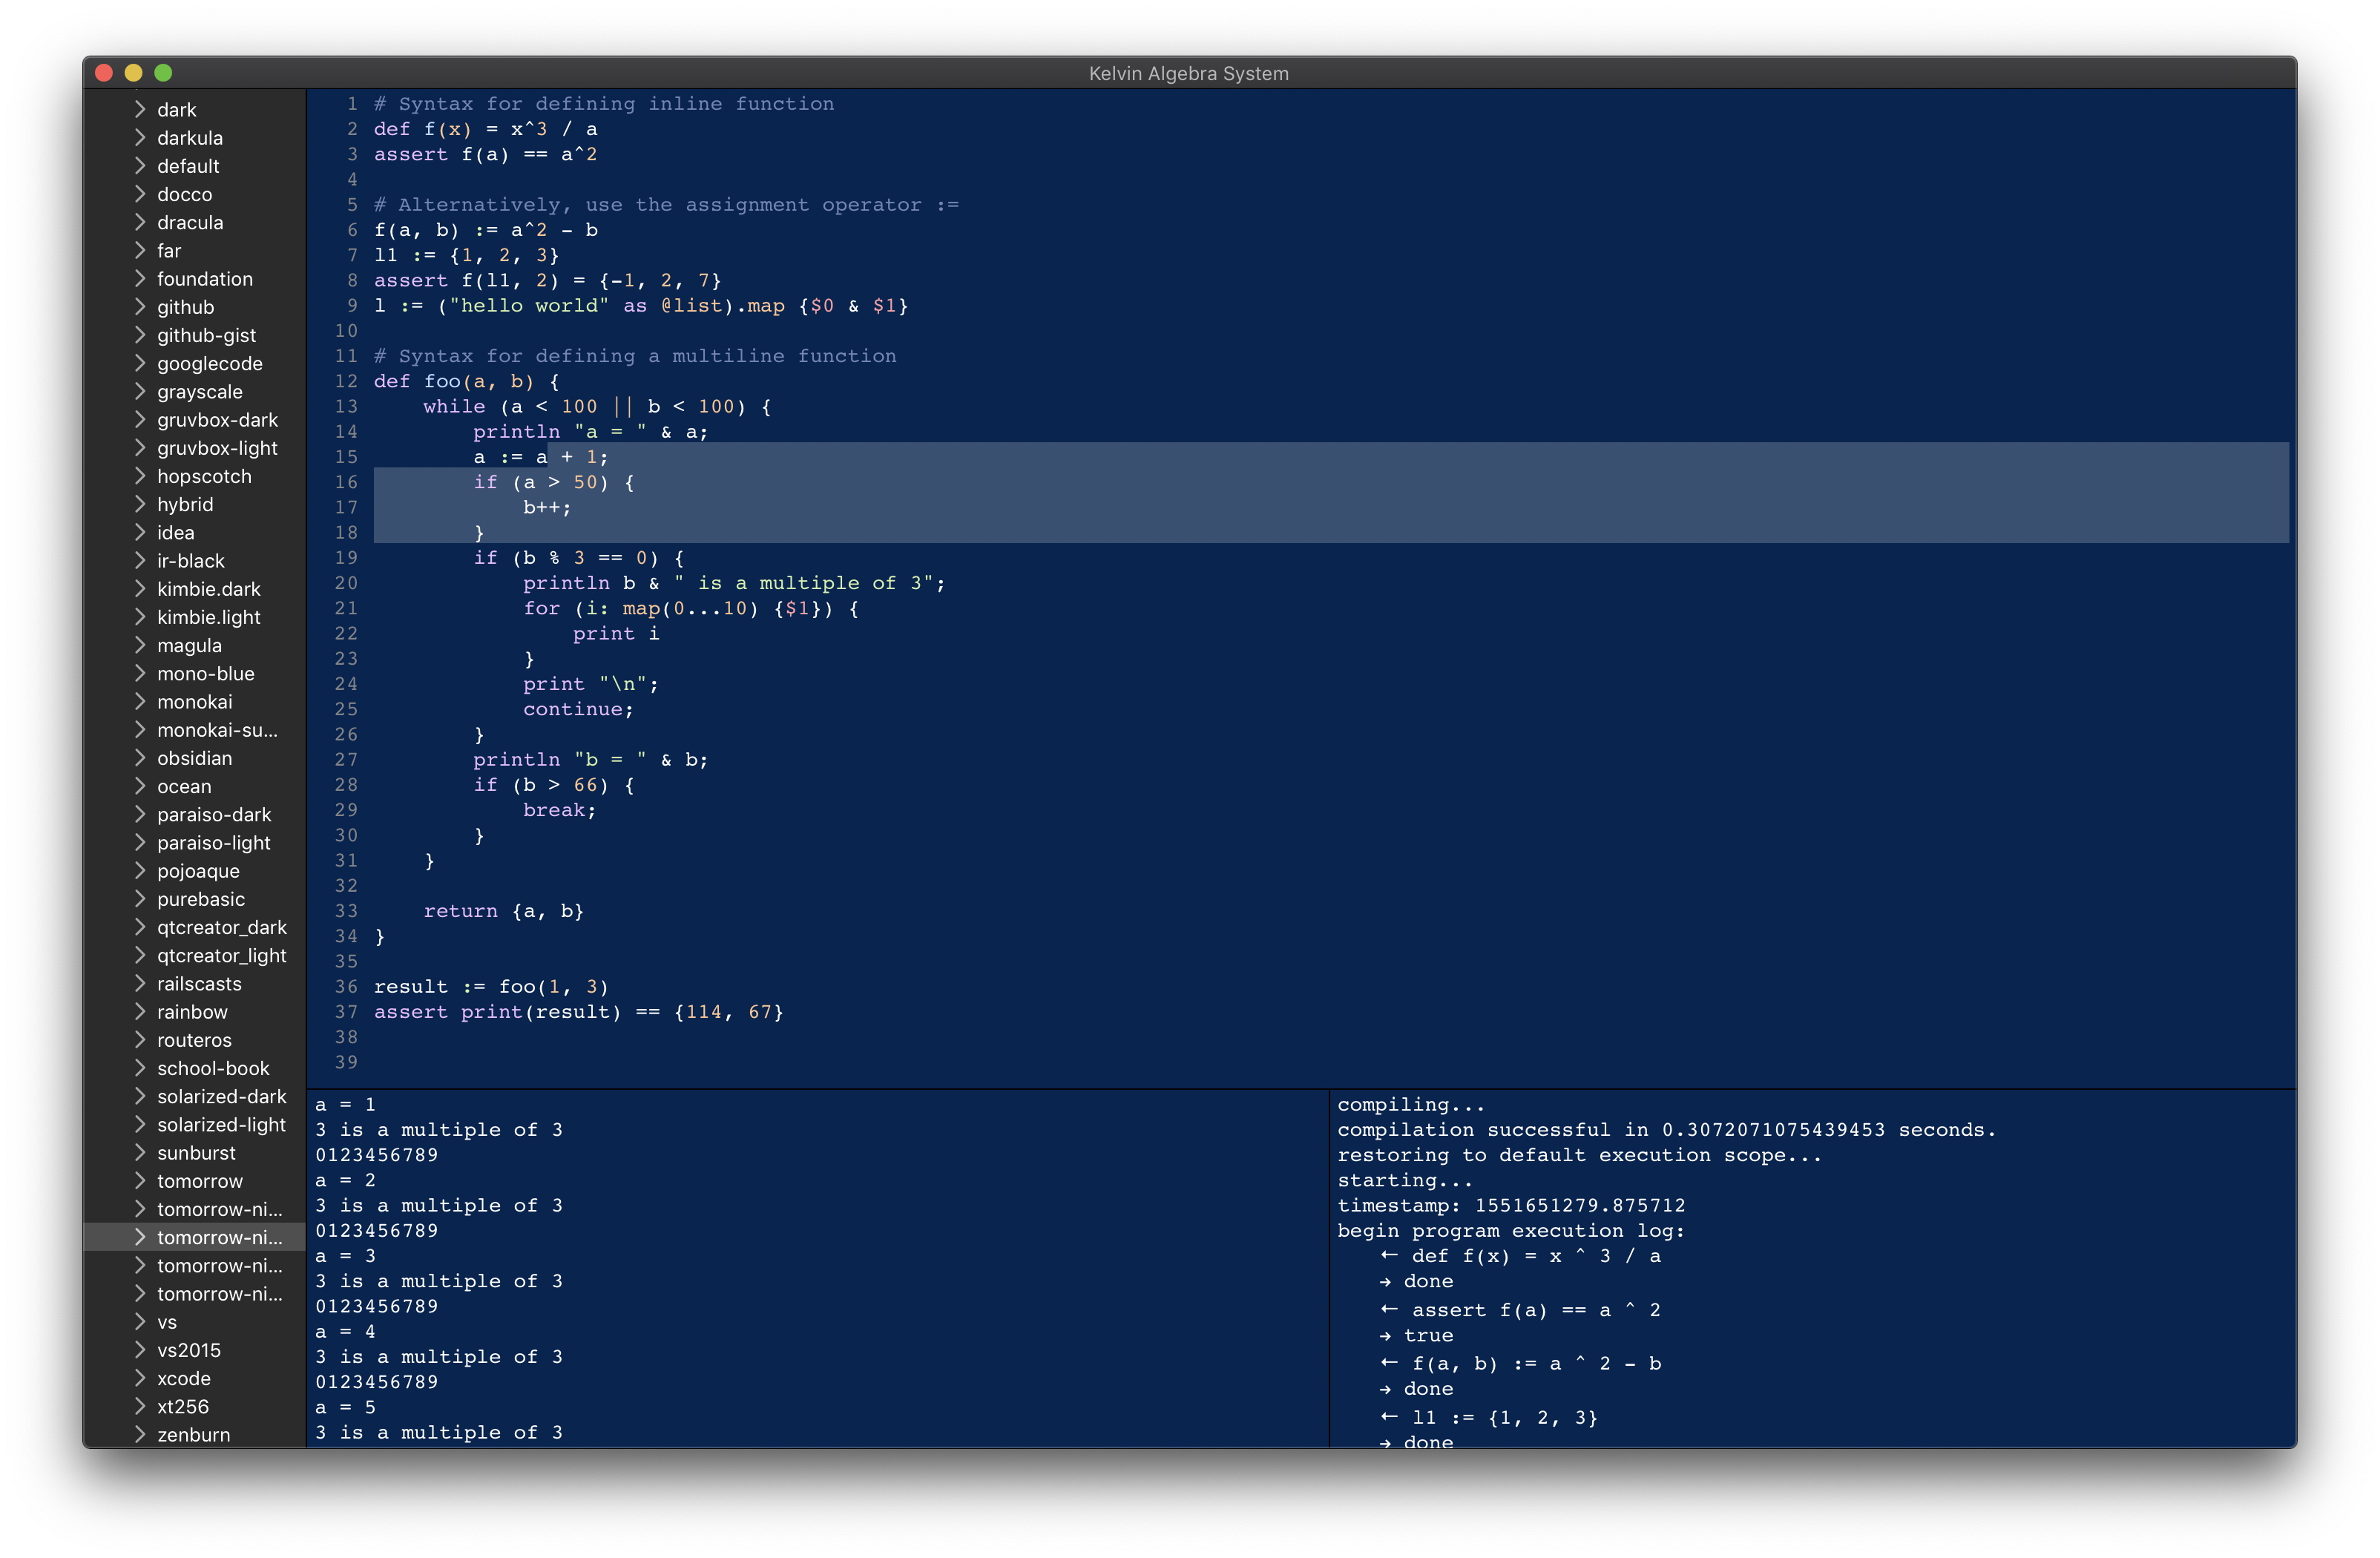 Kelvin Algebra System
dark
darkula
default
docco
dracula
far
foundation
github
github-gist
googlecode
grayscale
gruvbox-dark
gruvbox-light
hopscotch
hybrid
idea
ir-black
kimbie.dark
kimbie.light
magula
mono-blue
monokai
monokai-su...
obsidian
ocean
paraiso-dark
paraiso-light
pojoaque
purebasic
qtcreator_dark
qtcreator_light
railscasts
rainbow
routeros
school-book
solarized-dark
solarized-light
sunburst
tomorrow
tomorrow-ni...
tomorrow-ni...
tomorrow-ni...
tomorrow-ni...
vs
vs2015
xcode
xt256
zenburn
1 # Syntax for defining inline function
2 def f(x) = x^3 / a
3 assert f(a) == a^2
4
5 # Alternatively, use the assignment operator :=
6 f(a, b) := a^2 - b
7 l1 := {1, 2, 3}
8 assert f(l1, 2) = {-1, 2, 7}
9 l := ("hello world" as @list).map {$0 & $1}
10
11 # Syntax for defining a multiline function
12 def foo(a, b) {
13     while (a < 100 || b < 100) {
14         println "a = " & a;
15         a := a + 1;
16         if (a > 50) {
17             b++;
18         }
19         if (b % 3 == 0) {
20             println b & " is a multiple of 3";
21             for (i: map(0...10) {$1}) {
22                 print i
23             }
24             print "\n";
25             continue;
26         }
27         println "b = " & b;
28         if (b > 66) {
29             break;
30         }
31     }
32
33     return {a, b}
34 }
35
36 result := foo(1, 3)
37 assert print(result) == {114, 67}
38
39
a = 1
3 is a multiple of 3
0123456789
a = 2
3 is a multiple of 3
0123456789
a = 3
3 is a multiple of 3
0123456789
a = 4
3 is a multiple of 3
0123456789
a = 5
3 is a multiple of 3
compiling...
compilation successful in 0.3072071075439453 seconds.
restoring to default execution scope...
starting...
timestamp: 1551651279.875712
begin program execution log:
← def f(x) = x ^ 3 / a
→ done
← assert f(a) == a ^ 2
→ true
← f(a, b) := a ^ 2 - b
→ done
← l1 := {1, 2, 3}
→ done